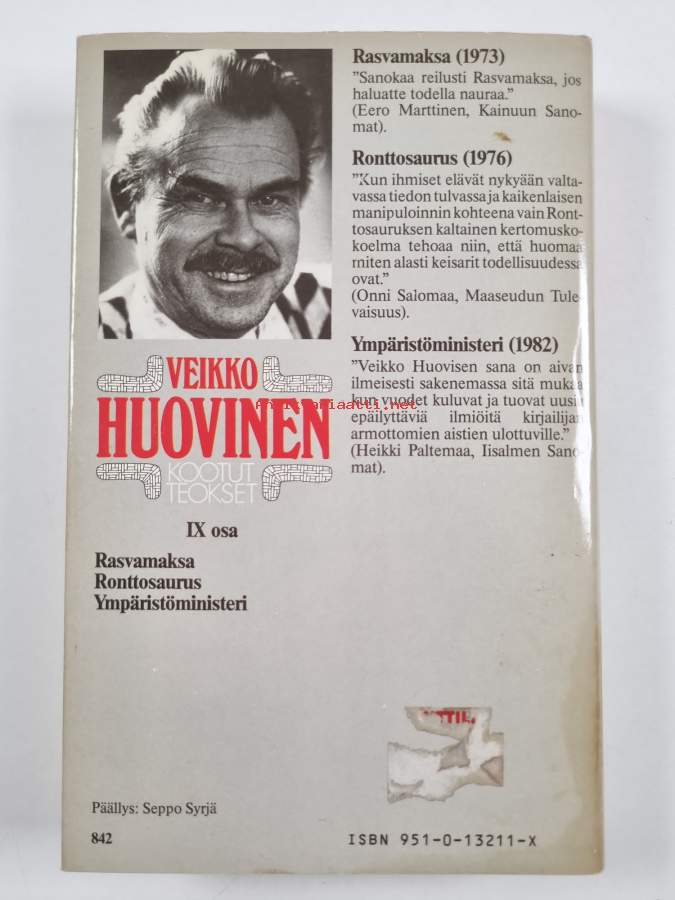 Rasvamaksa (1973)
"Sanokaa reilusti Rasvamaksa, jos
haluatte todella nauraa."
(Eero Marttinen, Kainuun Sano-
mat).
Ronttosaurus (1976)
"Kun ihmiset elävät nykyään valta-
vassa tiedon tulvassa ja kaikenlaisen
manipuloinnin kohteena vain Ront-
tosauruksen kaltainen kertomusko-
koelma tehoaa niin, että huomaa
miten alasti keisarit todellisuudessa
ovat."
(Onni Salomaa, Maaseudun Tule-
vaisuus).
Ympäristöministeri (1982)
"Veikko Huovisen sana on aivan
ilmeisesti sakenemassa sitä mukaa
kun vuodet kuluvat ja tuovat uusia
epäilyttäviä ilmiöitä kirjailijan
armottomien aistien ulottuville."
(Heikki Paltemaa, Iisalmen Sano-
mat).
VEIKKO
HUOVINEN
KOOTUT
TEOKSET
IX osa
Rasvamaksa
Ronttosaurus
Ympäristöministeri
Päällys: Seppo Syrjä
842
ISBN 951-0-13211-X